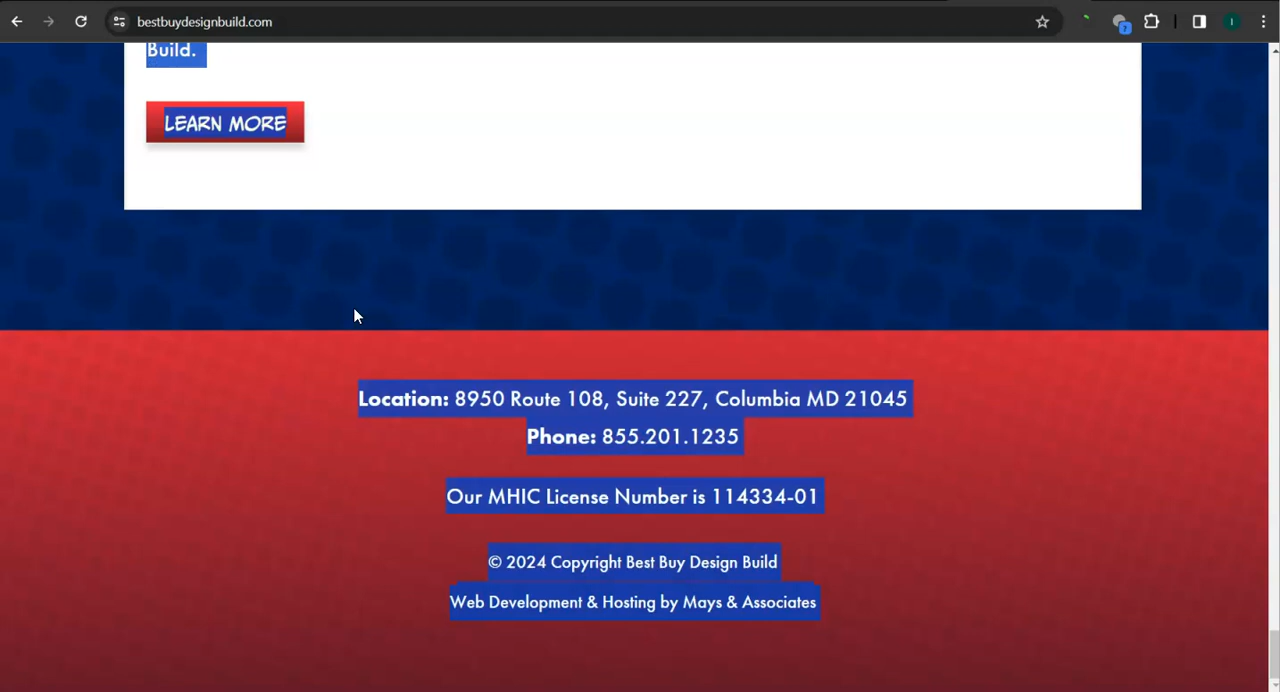 bestbuydesignbuild.com
Build.
LEARN MORE
Location: 8950 Route 108, Suite 227, Columbia MD 21045
Phone: 855.201.1235
Our MHIC License Number is 114334-01
© 2024 Copyright Best Buy Design Build
Web Development & Hosting by Mays & Associates